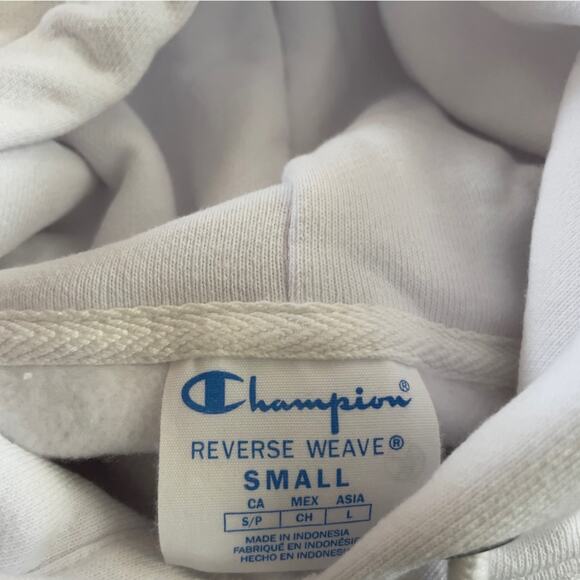 Champion®
REVERSE WEAVE®
SMALL
CA MEX ASIA
S/P CH L
MADE IN INDONESIA
FABRIQUÉ EN INDONÉSIE
HECHO EN INDONESIA